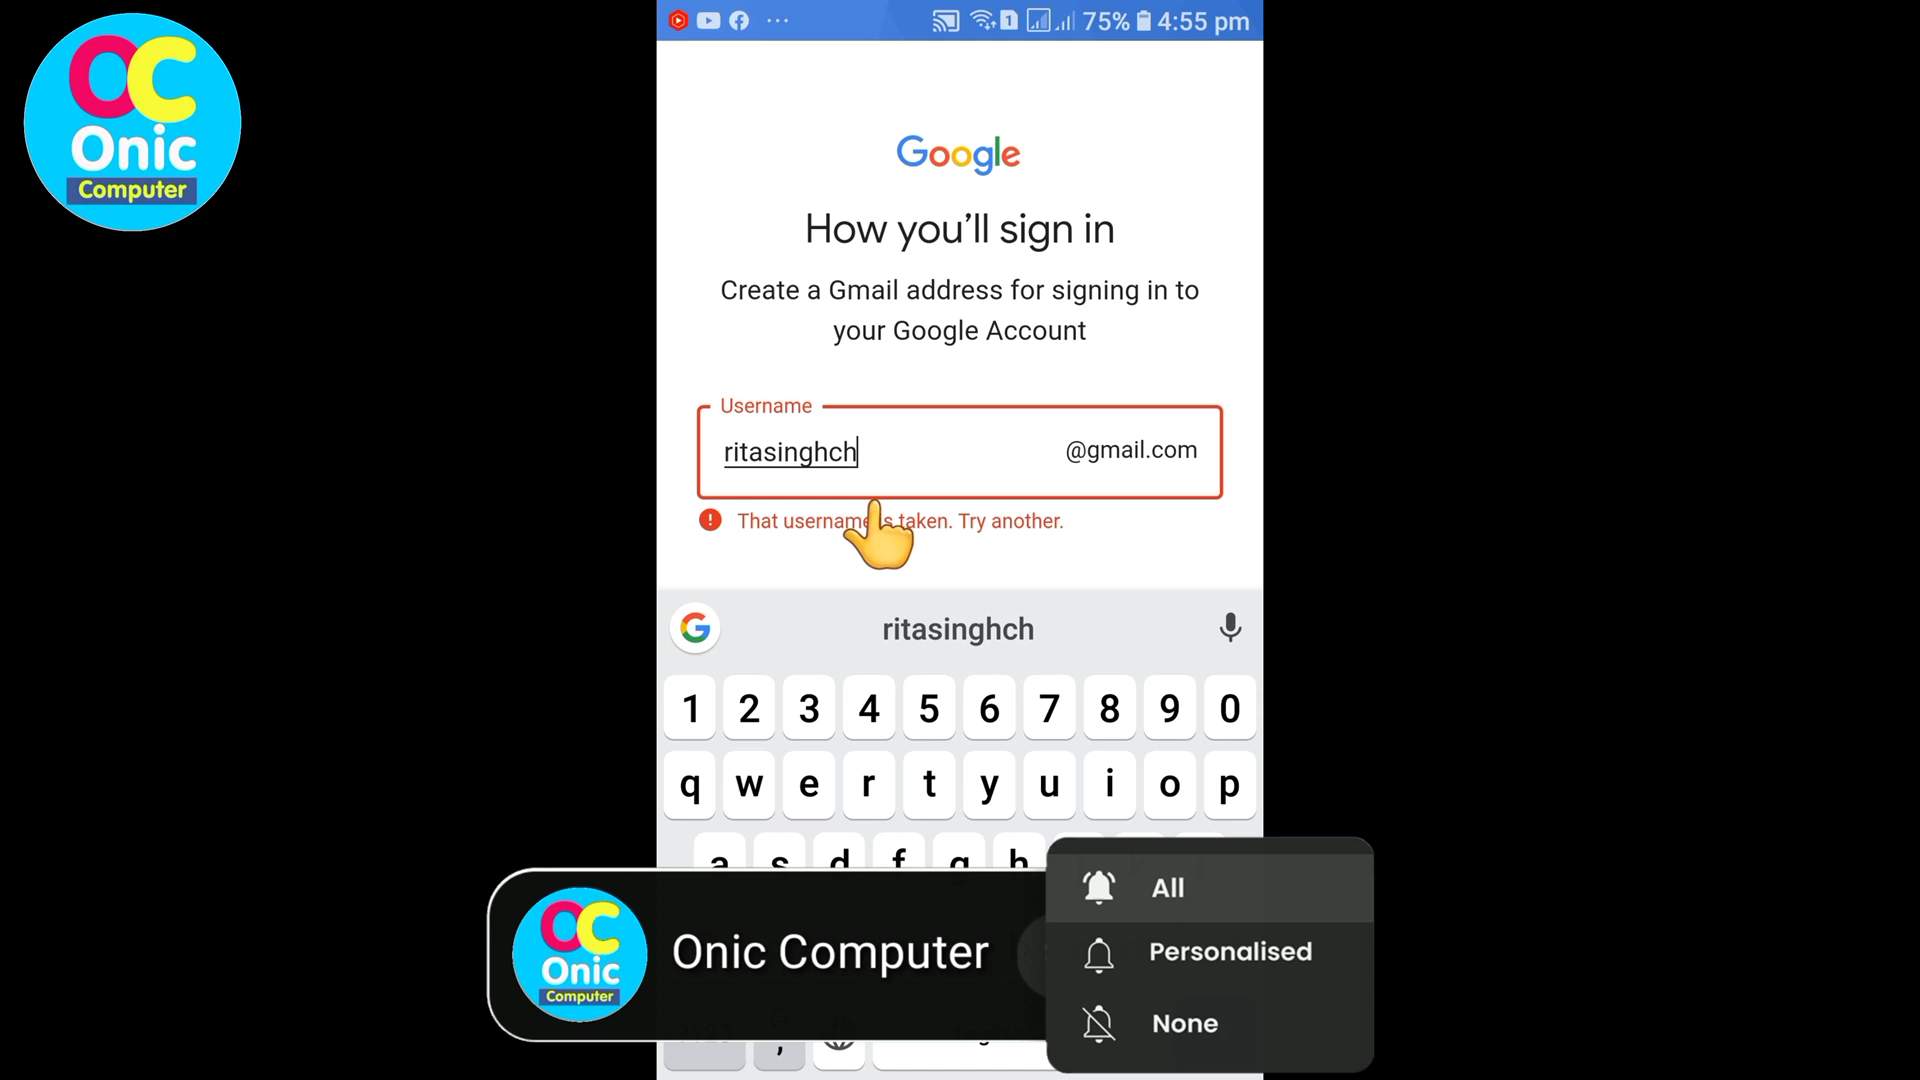 OC
Onic
Computer
1
75% 4:55 pm
Google
How you'll sign in
Create a Gmail address for signing in to
your Google Account
Username
ritasinghch
@gmail.com
That username is taken. Try another.
G
ritasinghch
1 2 3 4 5 6 7 8 9 0
q w e r t y u i o p
a s d f g h
OC
Onic
Computer
Onic Computer
All
Personalised
None
,